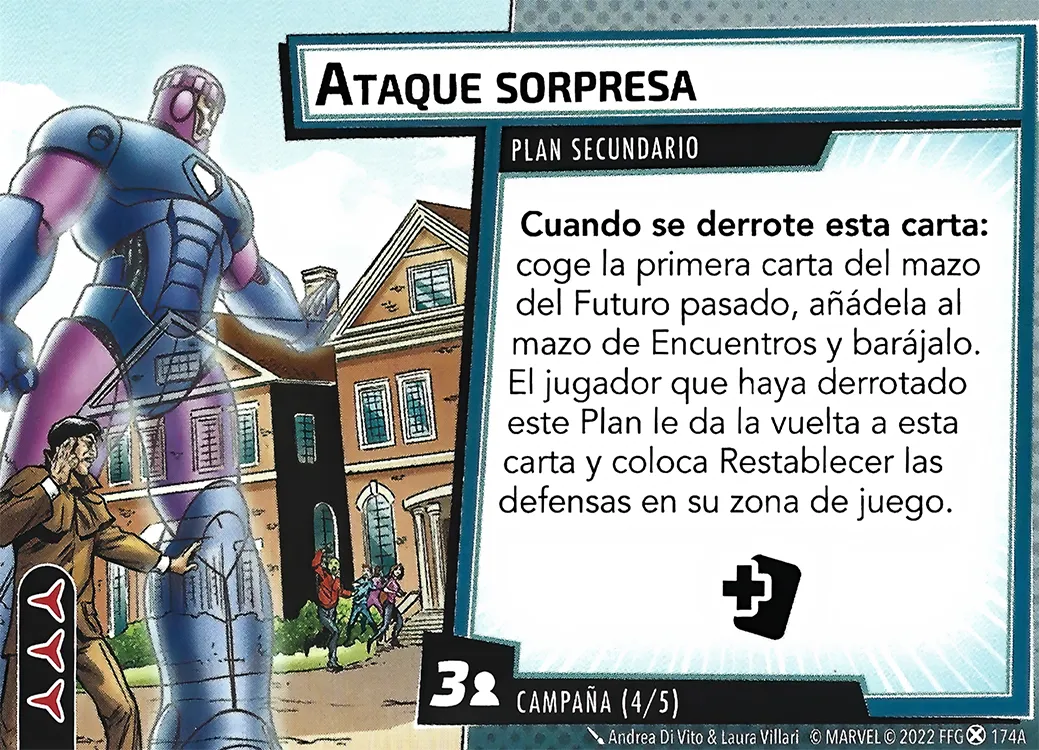 ATAQUE SORPRESA
PLAN SECUNDARIO
Cuando se derrote esta carta:
coge la primera carta del mazo
del Futuro pasado, añádela al
mazo de Encuentros y barájalo.
El jugador que haya derrotado
este Plan le da la vuelta a esta
carta y coloca Restablecer las
defensas en su zona de juego.
3
CAMPAÑA (4/5)
Andrea Di Vito & Laura Villari © MARVEL © 2022 FFG 174A